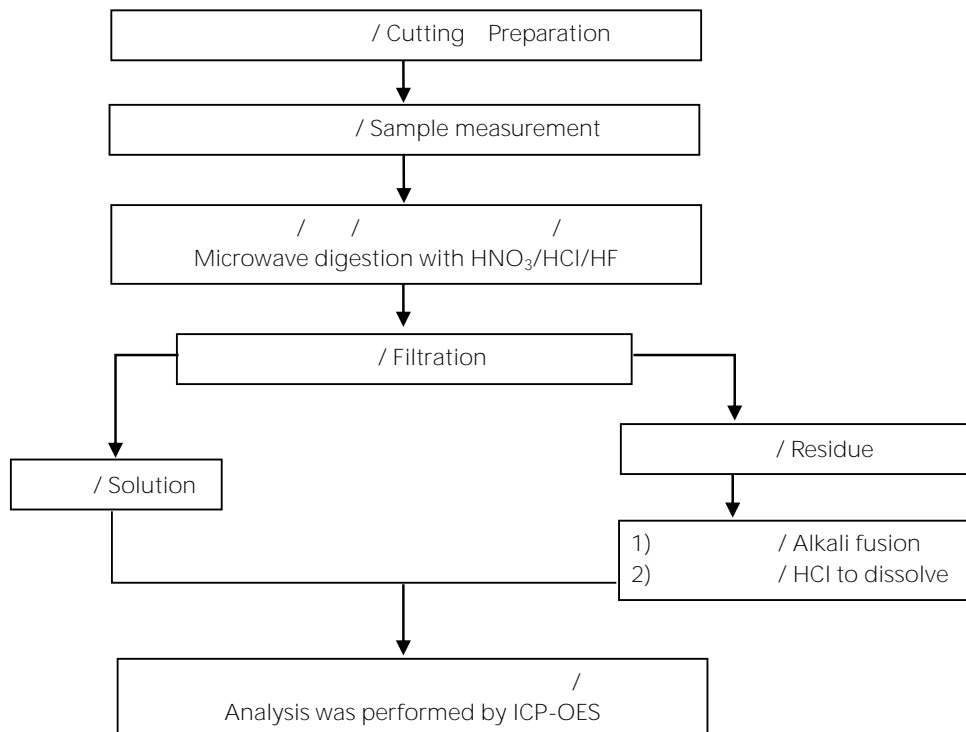 / Cutting Preparation
/ Sample measurement
/ / /
Microwave digestion with HNO₃/HCl/HF
/ Filtration
/ Residue
/ Solution
1) / Alkali fusion
2) / HCl to dissolve
/
Analysis was performed by ICP-OES